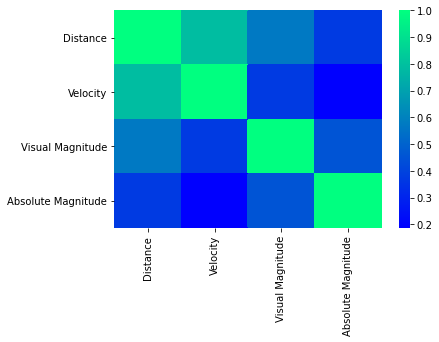 Distance
Velocity
Visual Magnitude
Absolute Magnitude
Distance
Velocity
Visual Magnitude
Absolute Magnitude
1.0
0.9
0.8
0.7
0.6
0.5
0.4
0.3
0.2